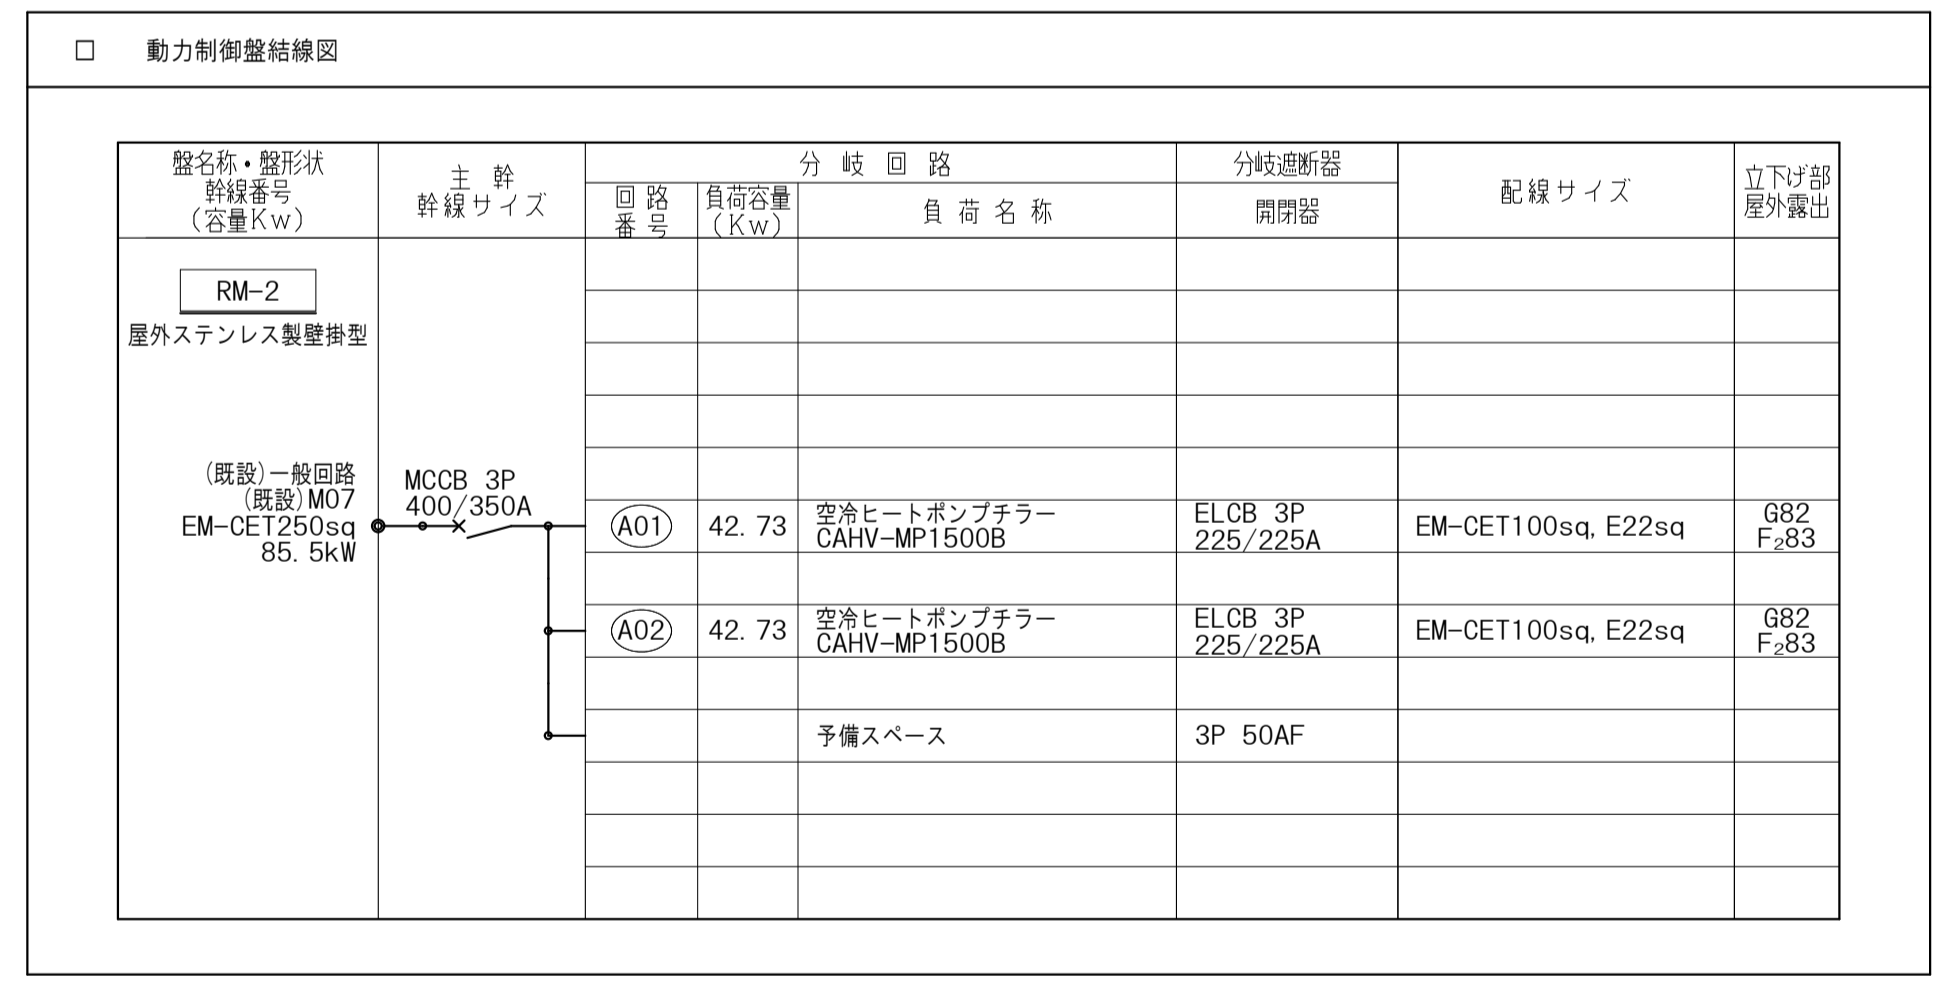 □ 動力制御盤結線図
盤名称・盤形状
幹線番号
(容量Kw)
主 幹
幹線サイズ
分 岐 回 路
回 路
番 号
負荷容量
(Kw)
負 荷 名 称
分岐遮断器
開閉器
配線サイズ
立下げ部
屋外露出
RM-2
屋外ステンレス製壁掛型
(既設)一般回路
(既設)M07
EM-CET250sq
85.5kW
MCCB 3P
400/350A
A01
42.73
空冷ヒートポンプチラー
CAHV-MP1500B
ELCB 3P
225/225A
EM-CET100sq, E22sq
G82
F₂83
A02
42.73
空冷ヒートポンプチラー
CAHV-MP1500B
ELCB 3P
225/225A
EM-CET100sq, E22sq
G82
F₂83
予備スペース
3P 50AF